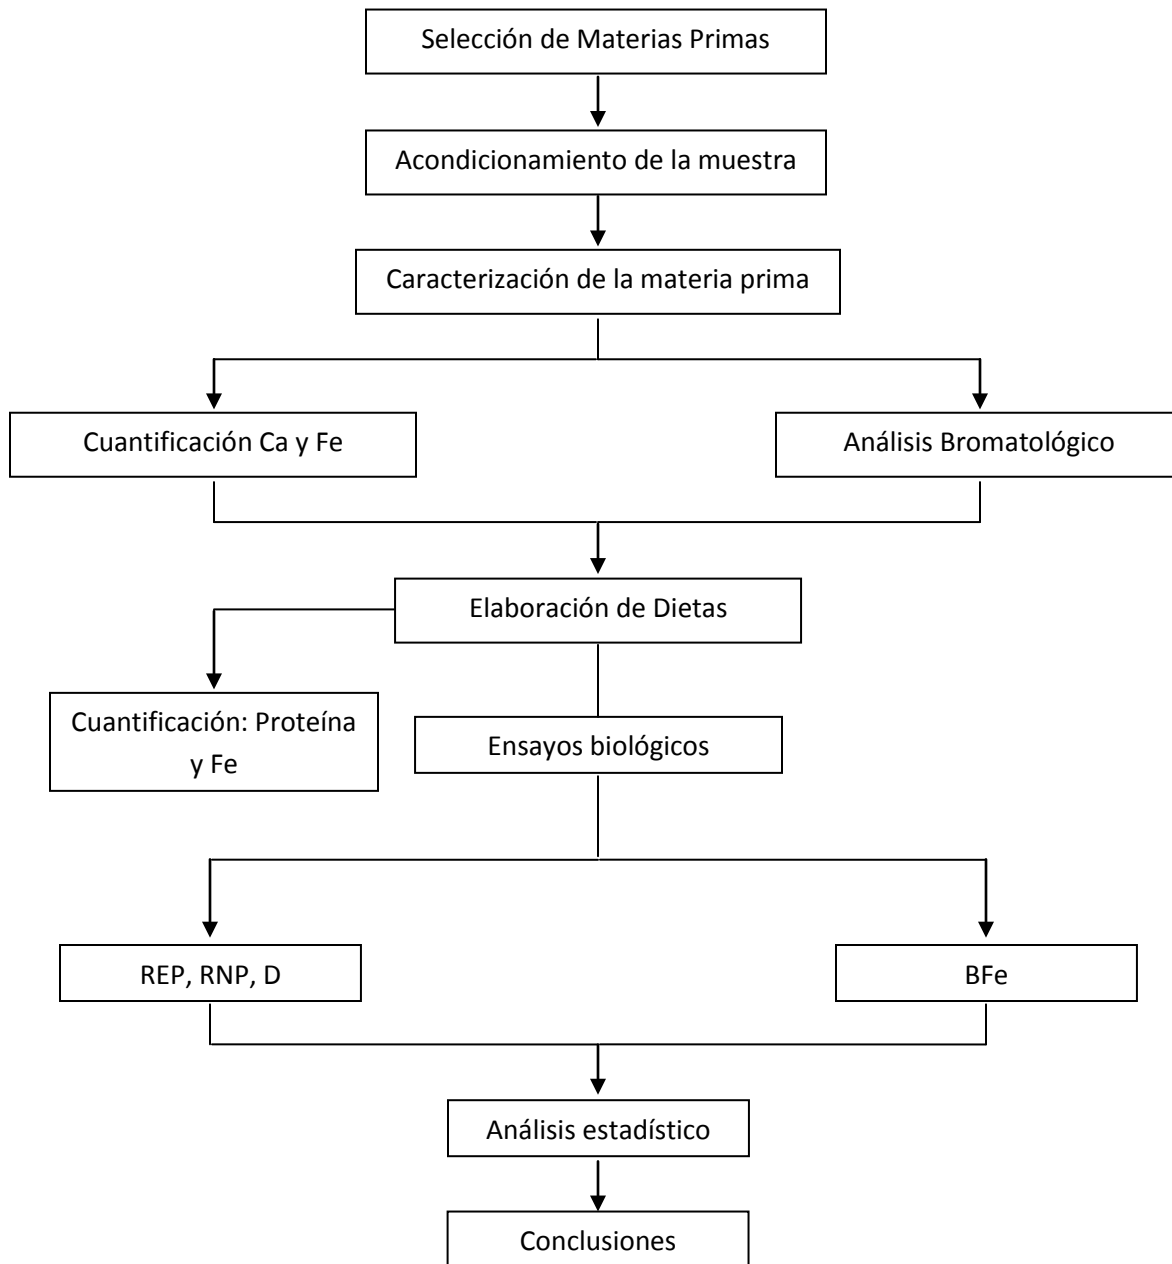 Selección de Materias Primas
Acondicionamiento de la muestra
Caracterización de la materia prima
Cuantificación Ca y Fe
Análisis Bromatológico
Elaboración de Dietas
Cuantificación: Proteína
y Fe
Ensayos biológicos
REP, RNP, D
BFe
Análisis estadístico
Conclusiones